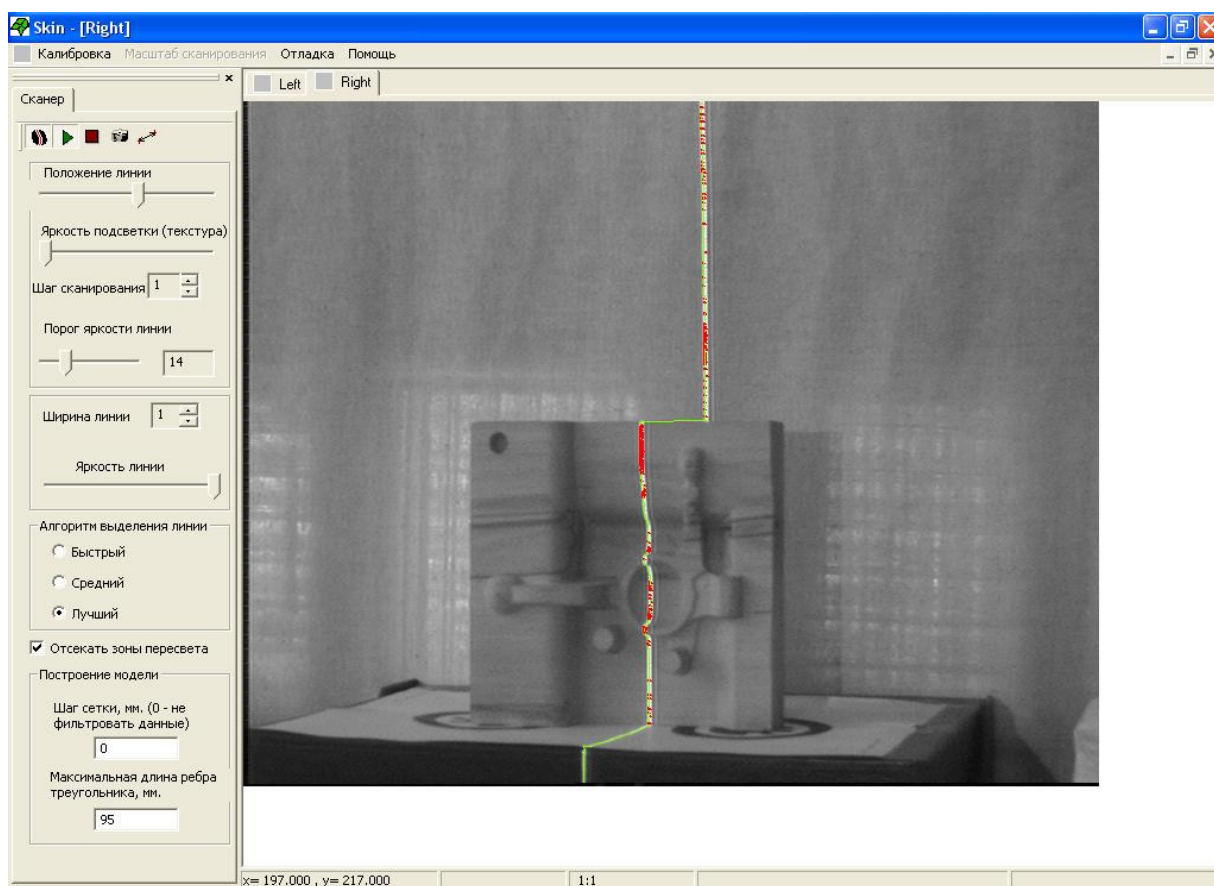 Skin - [Right]
Калибровка Масштаб сканирования Отладка Помощь
Left Right
Сканер
Положение линии
Яркость подсветки (текстура)
Шаг сканирования 1
Порог яркости линии
14
Ширина линии 1
Яркость линии
Алгоритм выделения линии
Быстрый
Средний
Лучший
Отсекать зоны пересвета
Построение модели
Шаг сетки, мм. (0 - не
фильтровать данные)
0
Максимальная длина ребра
треугольника, мм.
95
x= 197.000 , y= 217.000 1:1